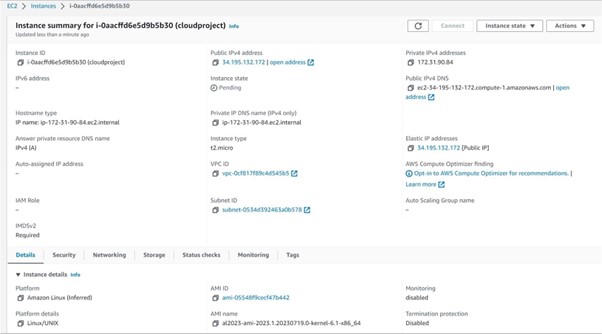 EC2 > Instances > i-0aacffd6e5d9b5b30
Instance summary for i-0aacffd6e5d9b5b30 (cloudproject) Info
Updated less than a minute ago
Connect
Instance state
Actions
Instance ID
i-0aacffd6e5d9b5b30 (cloudproject)
Public IPv4 address
34.195.132.172 | open address
Private IPv4 addresses
172.31.90.84
IPv6 address
–
Instance state
Pending
Public IPv4 DNS
ec2-34-195-132-172.compute-1.amazonaws.com | open
address
Hostname type
IP name: ip-172-31-90-84.ec2.internal
Private IP DNS name (IPv4 only)
ip-172-31-90-84.ec2.internal
Answer private resource DNS name
IPv4 (A)
Instance type
t2.micro
Elastic IP addresses
34.195.132.172 [Public IP]
Auto-assigned IP address
–
VPC ID
vpc-0cf817f89c4d545b5
AWS Compute Optimizer finding
Opt-in to AWS Compute Optimizer for recommendations. |
Learn more
IAM Role
–
Subnet ID
subnet-0534d392463a0b578
Auto Scaling Group name
–
IMDSv2
Required
Details
Security
Networking
Storage
Status checks
Monitoring
Tags
Instance details Info
Platform
Amazon Linux (Inferred)
AMI ID
ami-05548f9cecf47b442
Monitoring
disabled
Platform details
Linux/UNIX
AMI name
al2023-ami-2023.1.20230719.0-kernel-6.1-x86_64
Termination protection
Disabled